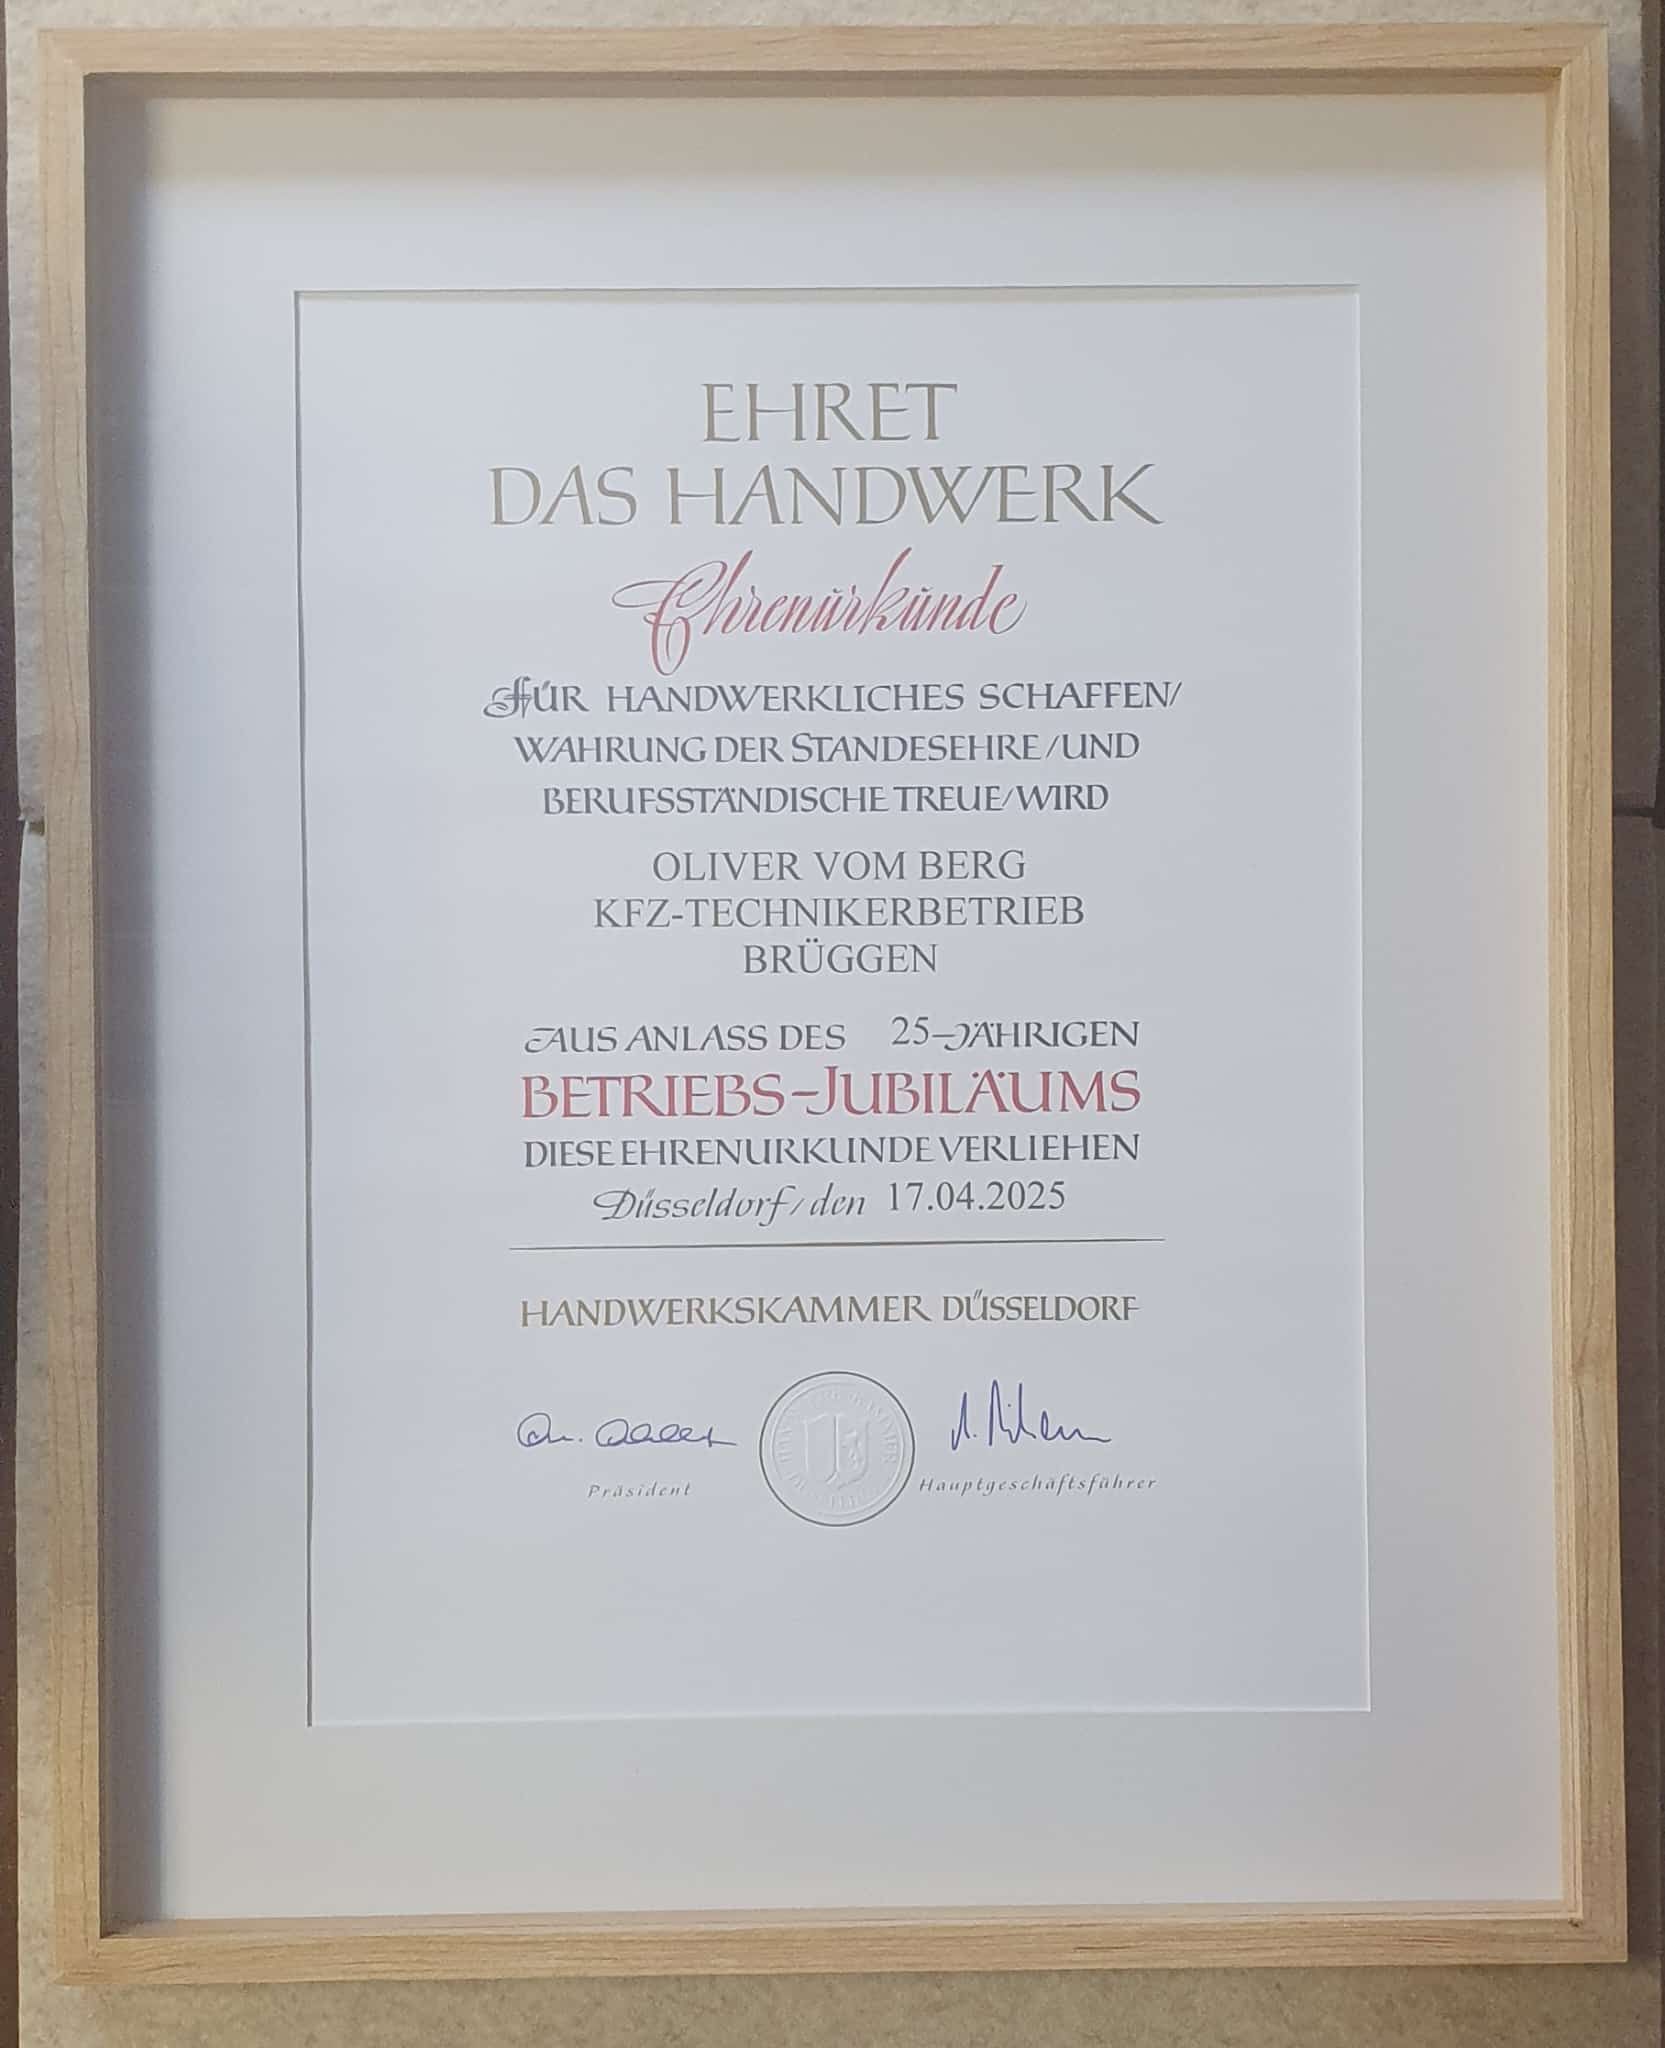 EHRET
DAS HANDWERK
Ehrenurkunde
FÜR HANDWERKLICHES SCHAFFEN/
WAHRUNG DER STANDESEHRE/UND
BERUFSSTÄNDISCHE TREUE/WIRD
OLIVER VOM BERG
KFZ-TECHNIKERBETRIEB
BRÜGGEN
AUS ANLASS DES 25-JÄHRIGEN
BETRIEBS-JUBILÄUMS
DIESE EHRENURKUNDE VERLIEHEN
Düsseldorf/den 17.04.2025
HANDWERKSKAMMER DÜSSELDORF
Präsident
Hauptgeschäftsführer